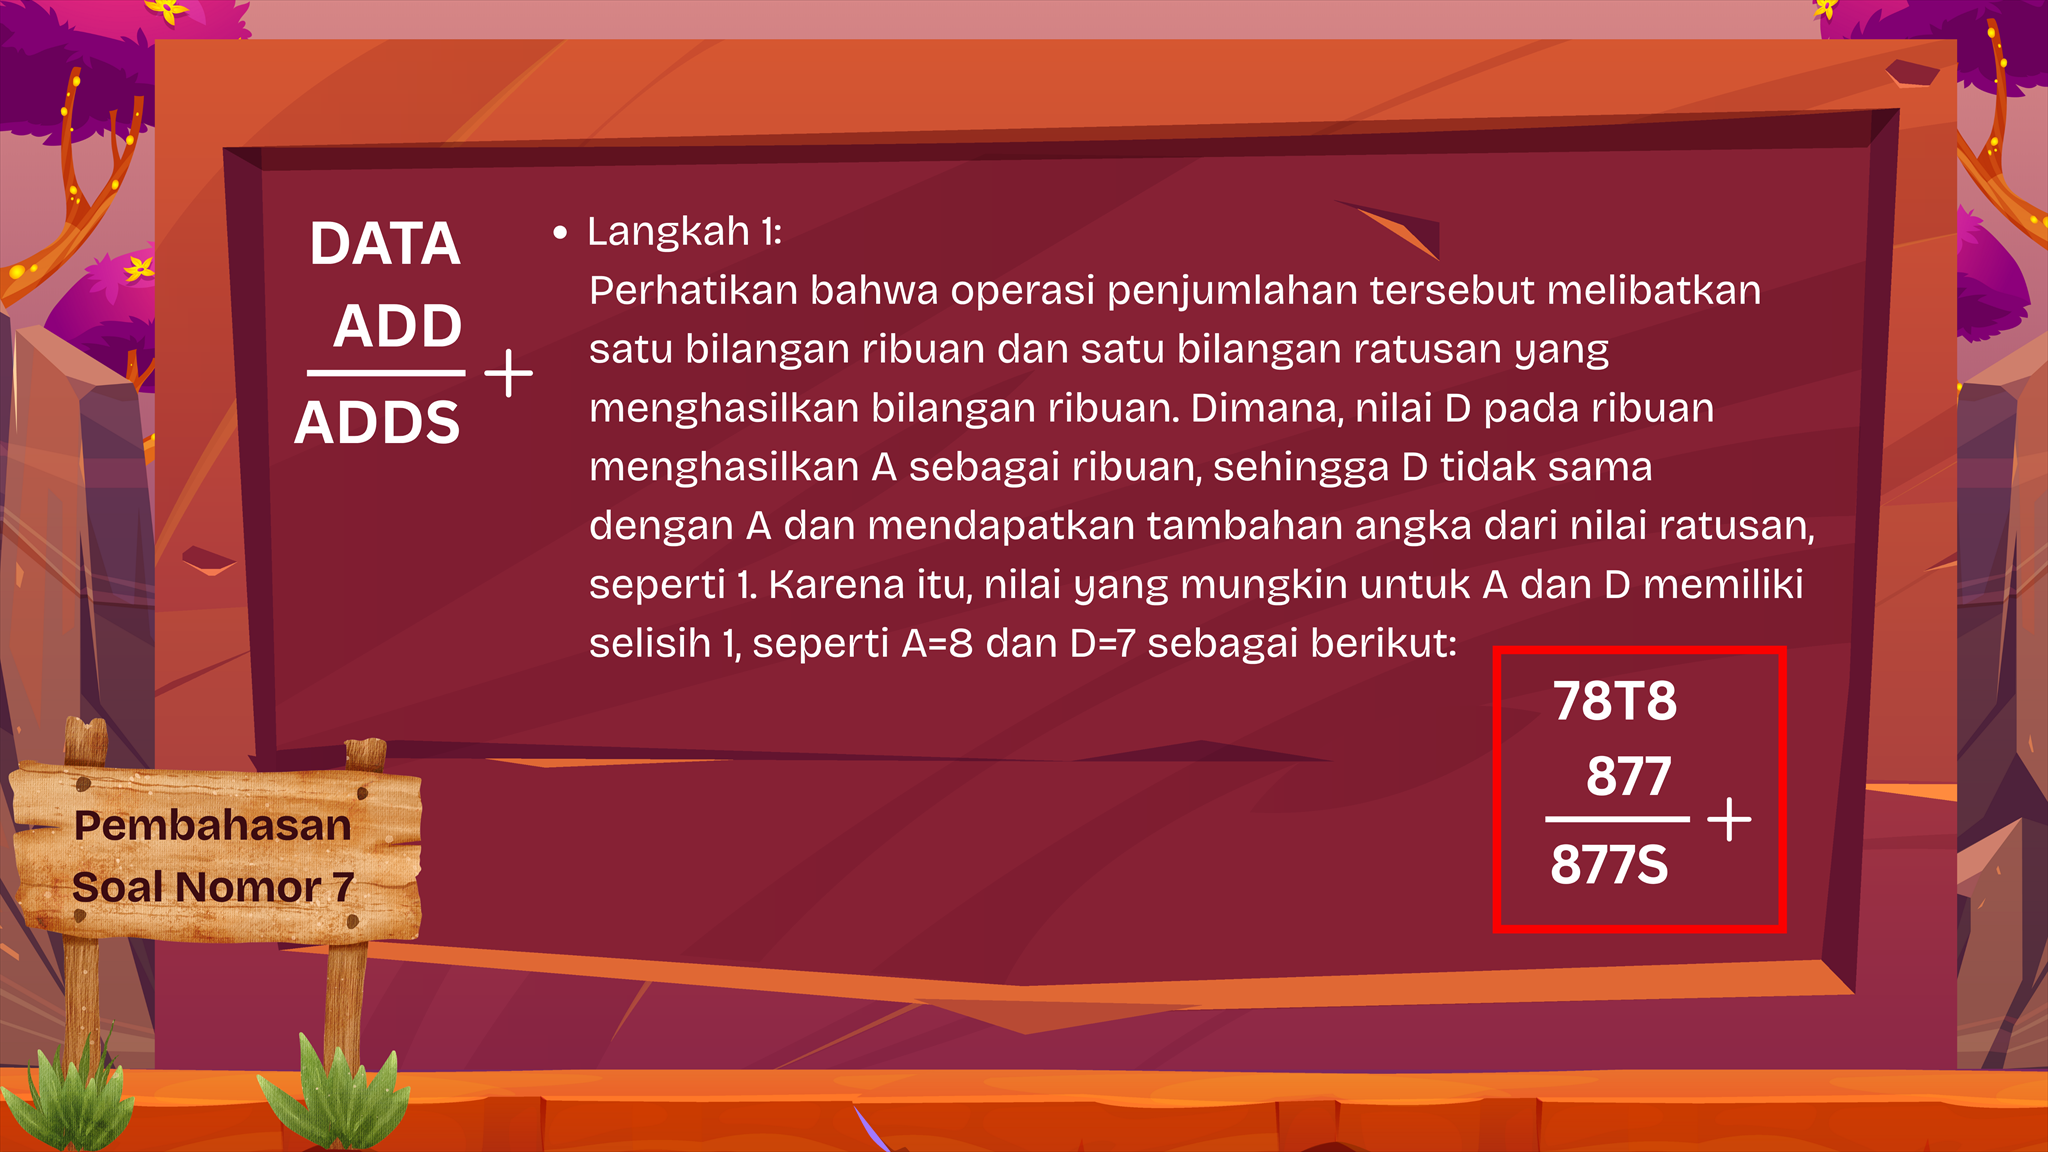 DATA
ADD
+
ADDS
• Langkah 1:
Perhatikan bahwa operasi penjumlahan tersebut melibatkan
satu bilangan ribuan dan satu bilangan ratusan yang
menghasilkan bilangan ribuan. Dimana, nilai D pada ribuan
menghasilkan A sebagai ribuan, sehingga D tidak sama
dengan A dan mendapatkan tambahan angka dari nilai ratusan,
seperti 1. Karena itu, nilai yang mungkin untuk A dan D memiliki
selisih 1, seperti A=8 dan D=7 sebagai berikut:
78T8
877
+
877S
Pembahasan
Soal Nomor 7